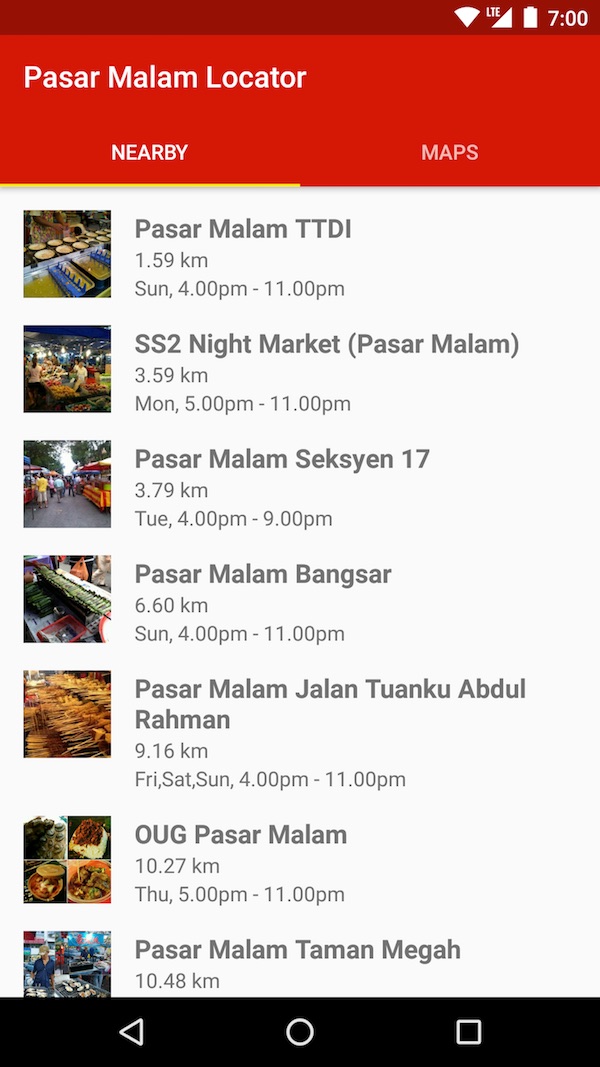 LTE 7:00
Pasar Malam Locator
NEARBY MAPS
Pasar Malam TTDI
1.59 km
Sun, 4.00pm - 11.00pm
SS2 Night Market (Pasar Malam)
3.59 km
Mon, 5.00pm - 11.00pm
Pasar Malam Seksyen 17
3.79 km
Tue, 4.00pm - 9.00pm
Pasar Malam Bangsar
6.60 km
Sun, 4.00pm - 11.00pm
Pasar Malam Jalan Tuanku Abdul
Rahman
9.16 km
Fri,Sat,Sun, 4.00pm - 11.00pm
OUG Pasar Malam
10.27 km
Thu, 5.00pm - 11.00pm
Pasar Malam Taman Megah
10.48 km